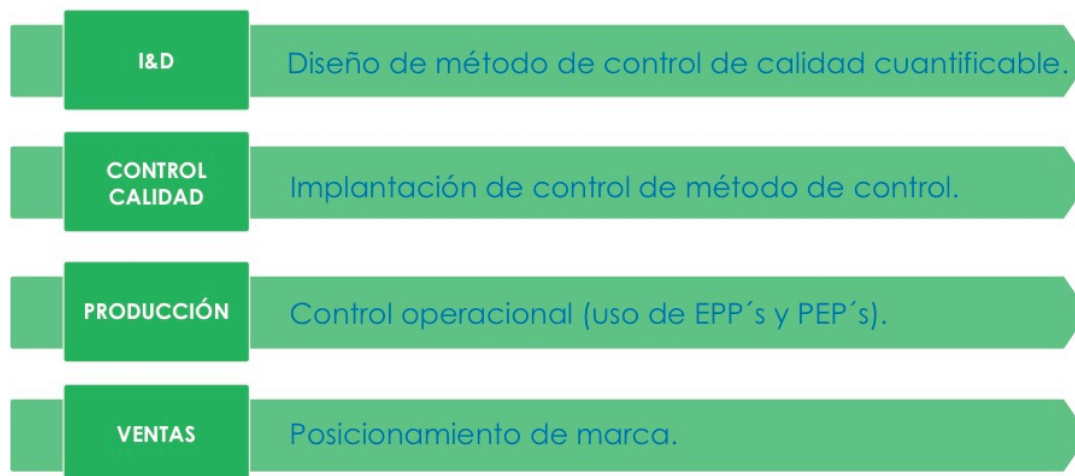 I&D
Diseño de método de control de calidad cuantificable.
CONTROL
CALIDAD
Implantación de control de método de control.
PRODUCCIÓN
Control operacional (uso de EPP´s y PEP´s).
VENTAS
Posicionamiento de marca.